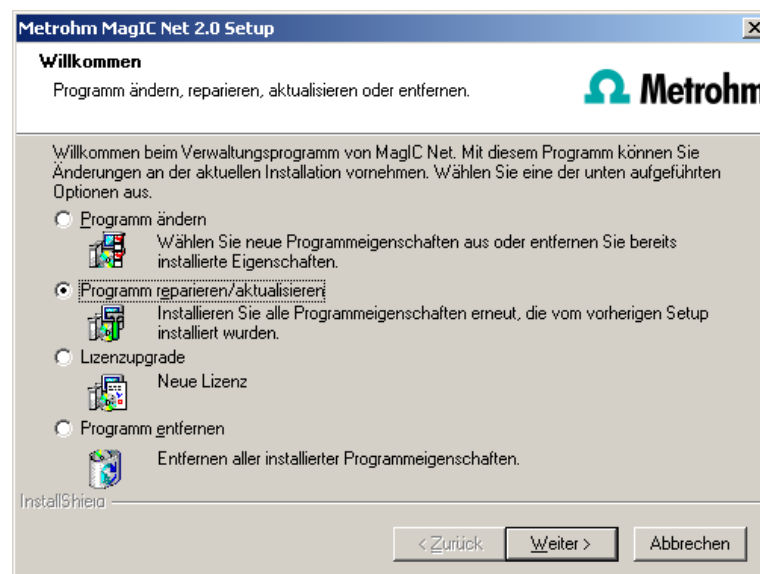 Metrohm MagIC Net 2.0 Setup
Willkommen
Programm ändern, reparieren, aktualisieren oder entfernen.
Metrohm
Willkommen beim Verwaltungsprogramm von MagIC Net. Mit diesem Programm können Sie
Änderungen an der aktuellen Installation vornehmen. Wählen Sie eine der unten aufgeführten
Optionen aus.
Programm ändern
Wählen Sie neue Programmeigenschaften aus oder entfernen Sie bereits
installierte Eigenschaften.
Programm reparieren/aktualisieren
Installieren Sie alle Programmeigenschaften erneut, die vom vorherigen Setup
installiert wurden.
Lizenzupgrade
Neue Lizenz
Programm entfernen
Entfernen aller installierter Programmeigenschaften.
InstallShield
< Zurück
Weiter >
Abbrechen